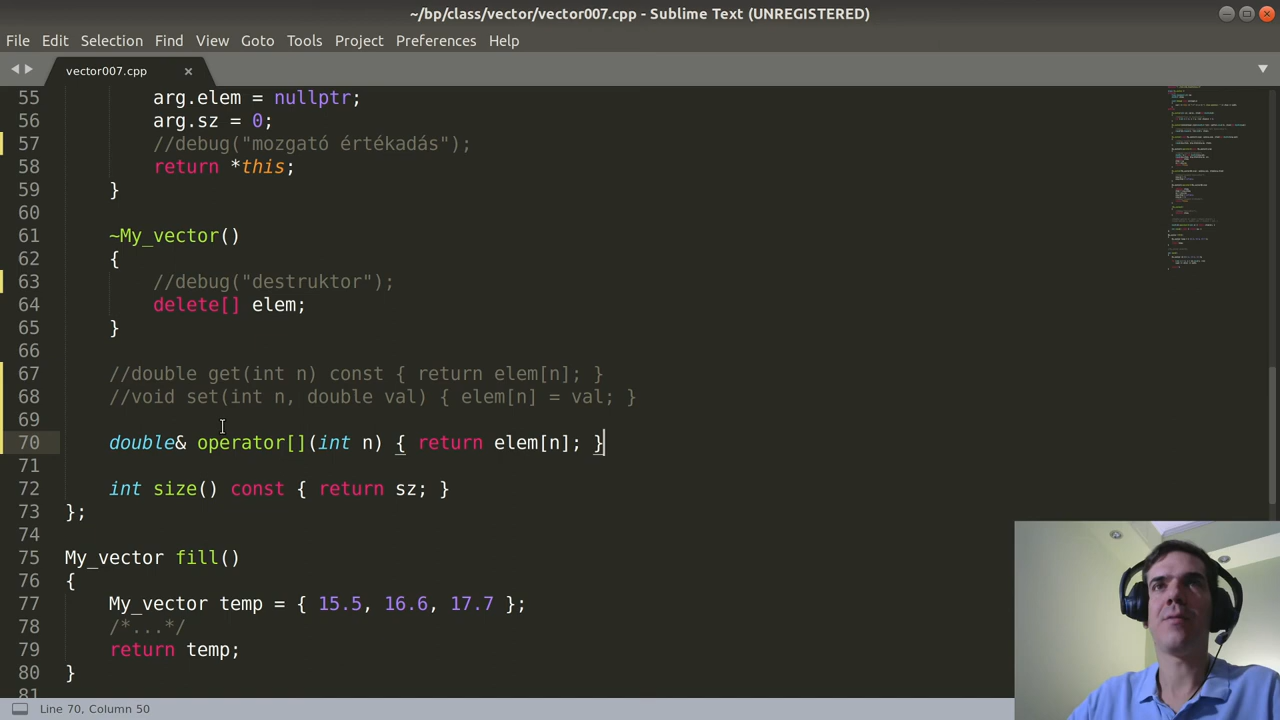 ~/bp/class/vector/vector007.cpp - Sublime Text (UNREGISTERED)
File Edit Selection Find View Goto Tools Project Preferences Help
vector007.cpp
55 arg.elem = nullptr;
56 arg.sz = 0;
57 //debug("mozgató értékadás");
58 return *this;
59 }
60
61 ~My_vector()
62 {
63 //debug("destruktor");
64 delete[] elem;
65 }
66
67 //double get(int n) const { return elem[n]; }
68 //void set(int n, double val) { elem[n] = val; }
69
70 double& operator[](int n) { return elem[n]; }
71
72 int size() const { return sz; }
73 };
74
75 My_vector fill()
76 {
77 My_vector temp = { 15.5, 16.6, 17.7 };
78 /*...*/
79 return temp;
80 }
81
Line 70, Column 50